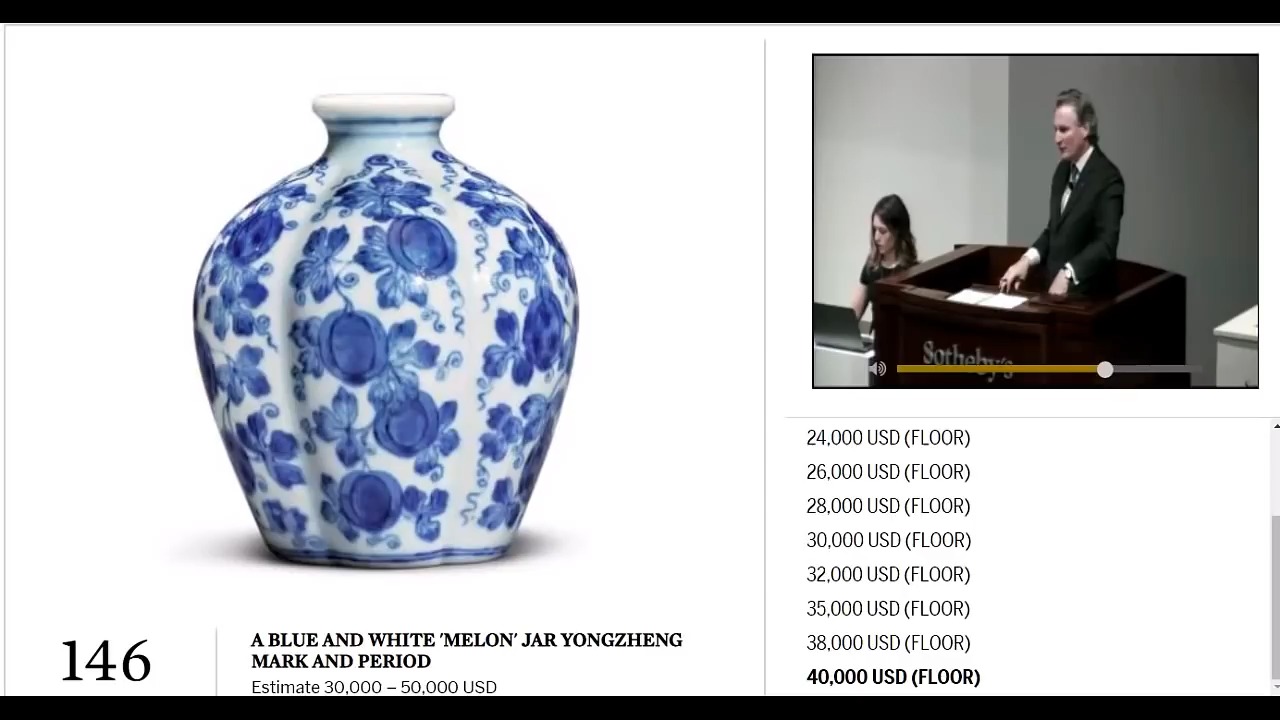 146
A BLUE AND WHITE 'MELON' JAR YONGZHENG
MARK AND PERIOD
Estimate 30,000 – 50,000 USD
Sotheby's
24,000 USD (FLOOR)
26,000 USD (FLOOR)
28,000 USD (FLOOR)
30,000 USD (FLOOR)
32,000 USD (FLOOR)
35,000 USD (FLOOR)
38,000 USD (FLOOR)
40,000 USD (FLOOR)